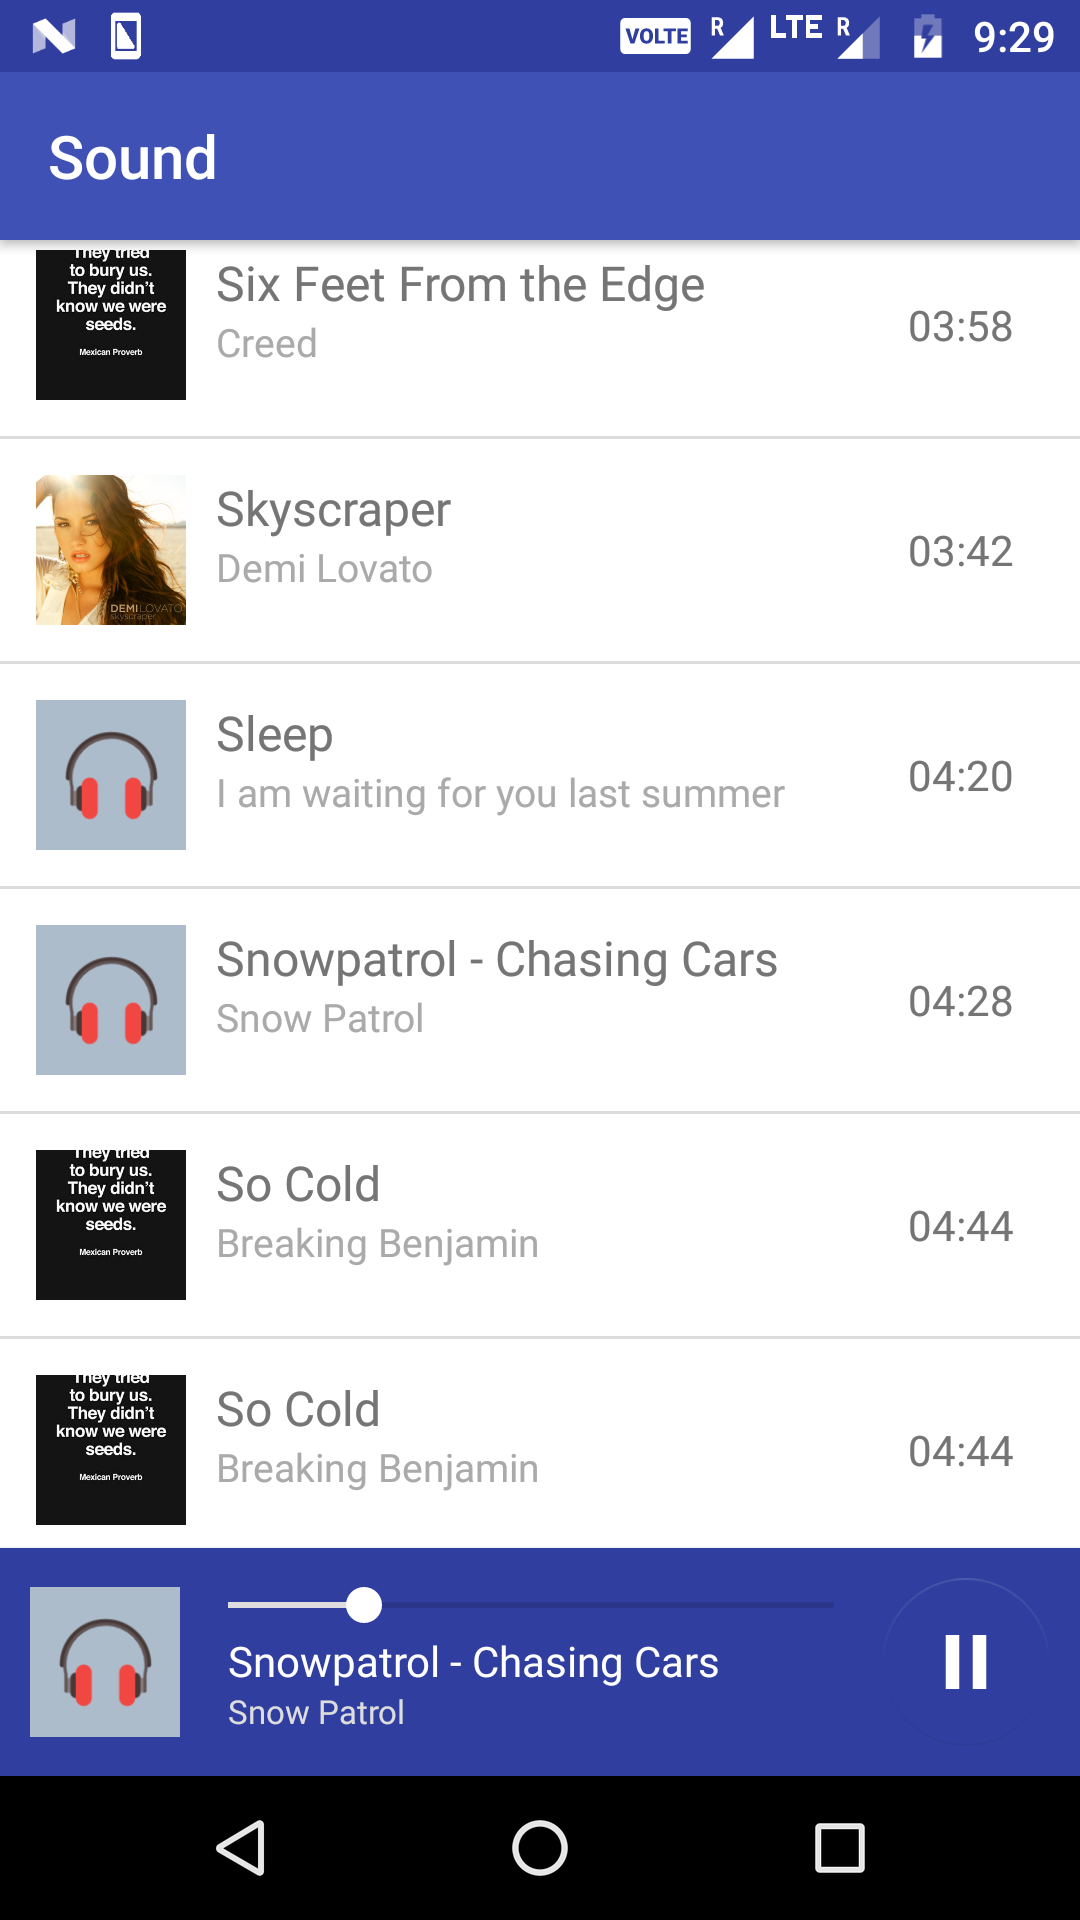 VOLTE R LTE R 9:29
Sound
They tried
to bury us.
They didn't
know we were
seeds.
Mexican Proverb
Six Feet From the Edge
Creed
03:58
DEMI LOVATO
skyscraper
Skyscraper
Demi Lovato
03:42
Sleep
I am waiting for you last summer
04:20
Snowpatrol - Chasing Cars
Snow Patrol
04:28
They tried
to bury us.
They didn't
know we were
seeds.
Mexican Proverb
So Cold
Breaking Benjamin
04:44
They tried
to bury us.
They didn't
know we were
seeds.
Mexican Proverb
So Cold
Breaking Benjamin
04:44
Snowpatrol - Chasing Cars
Snow Patrol